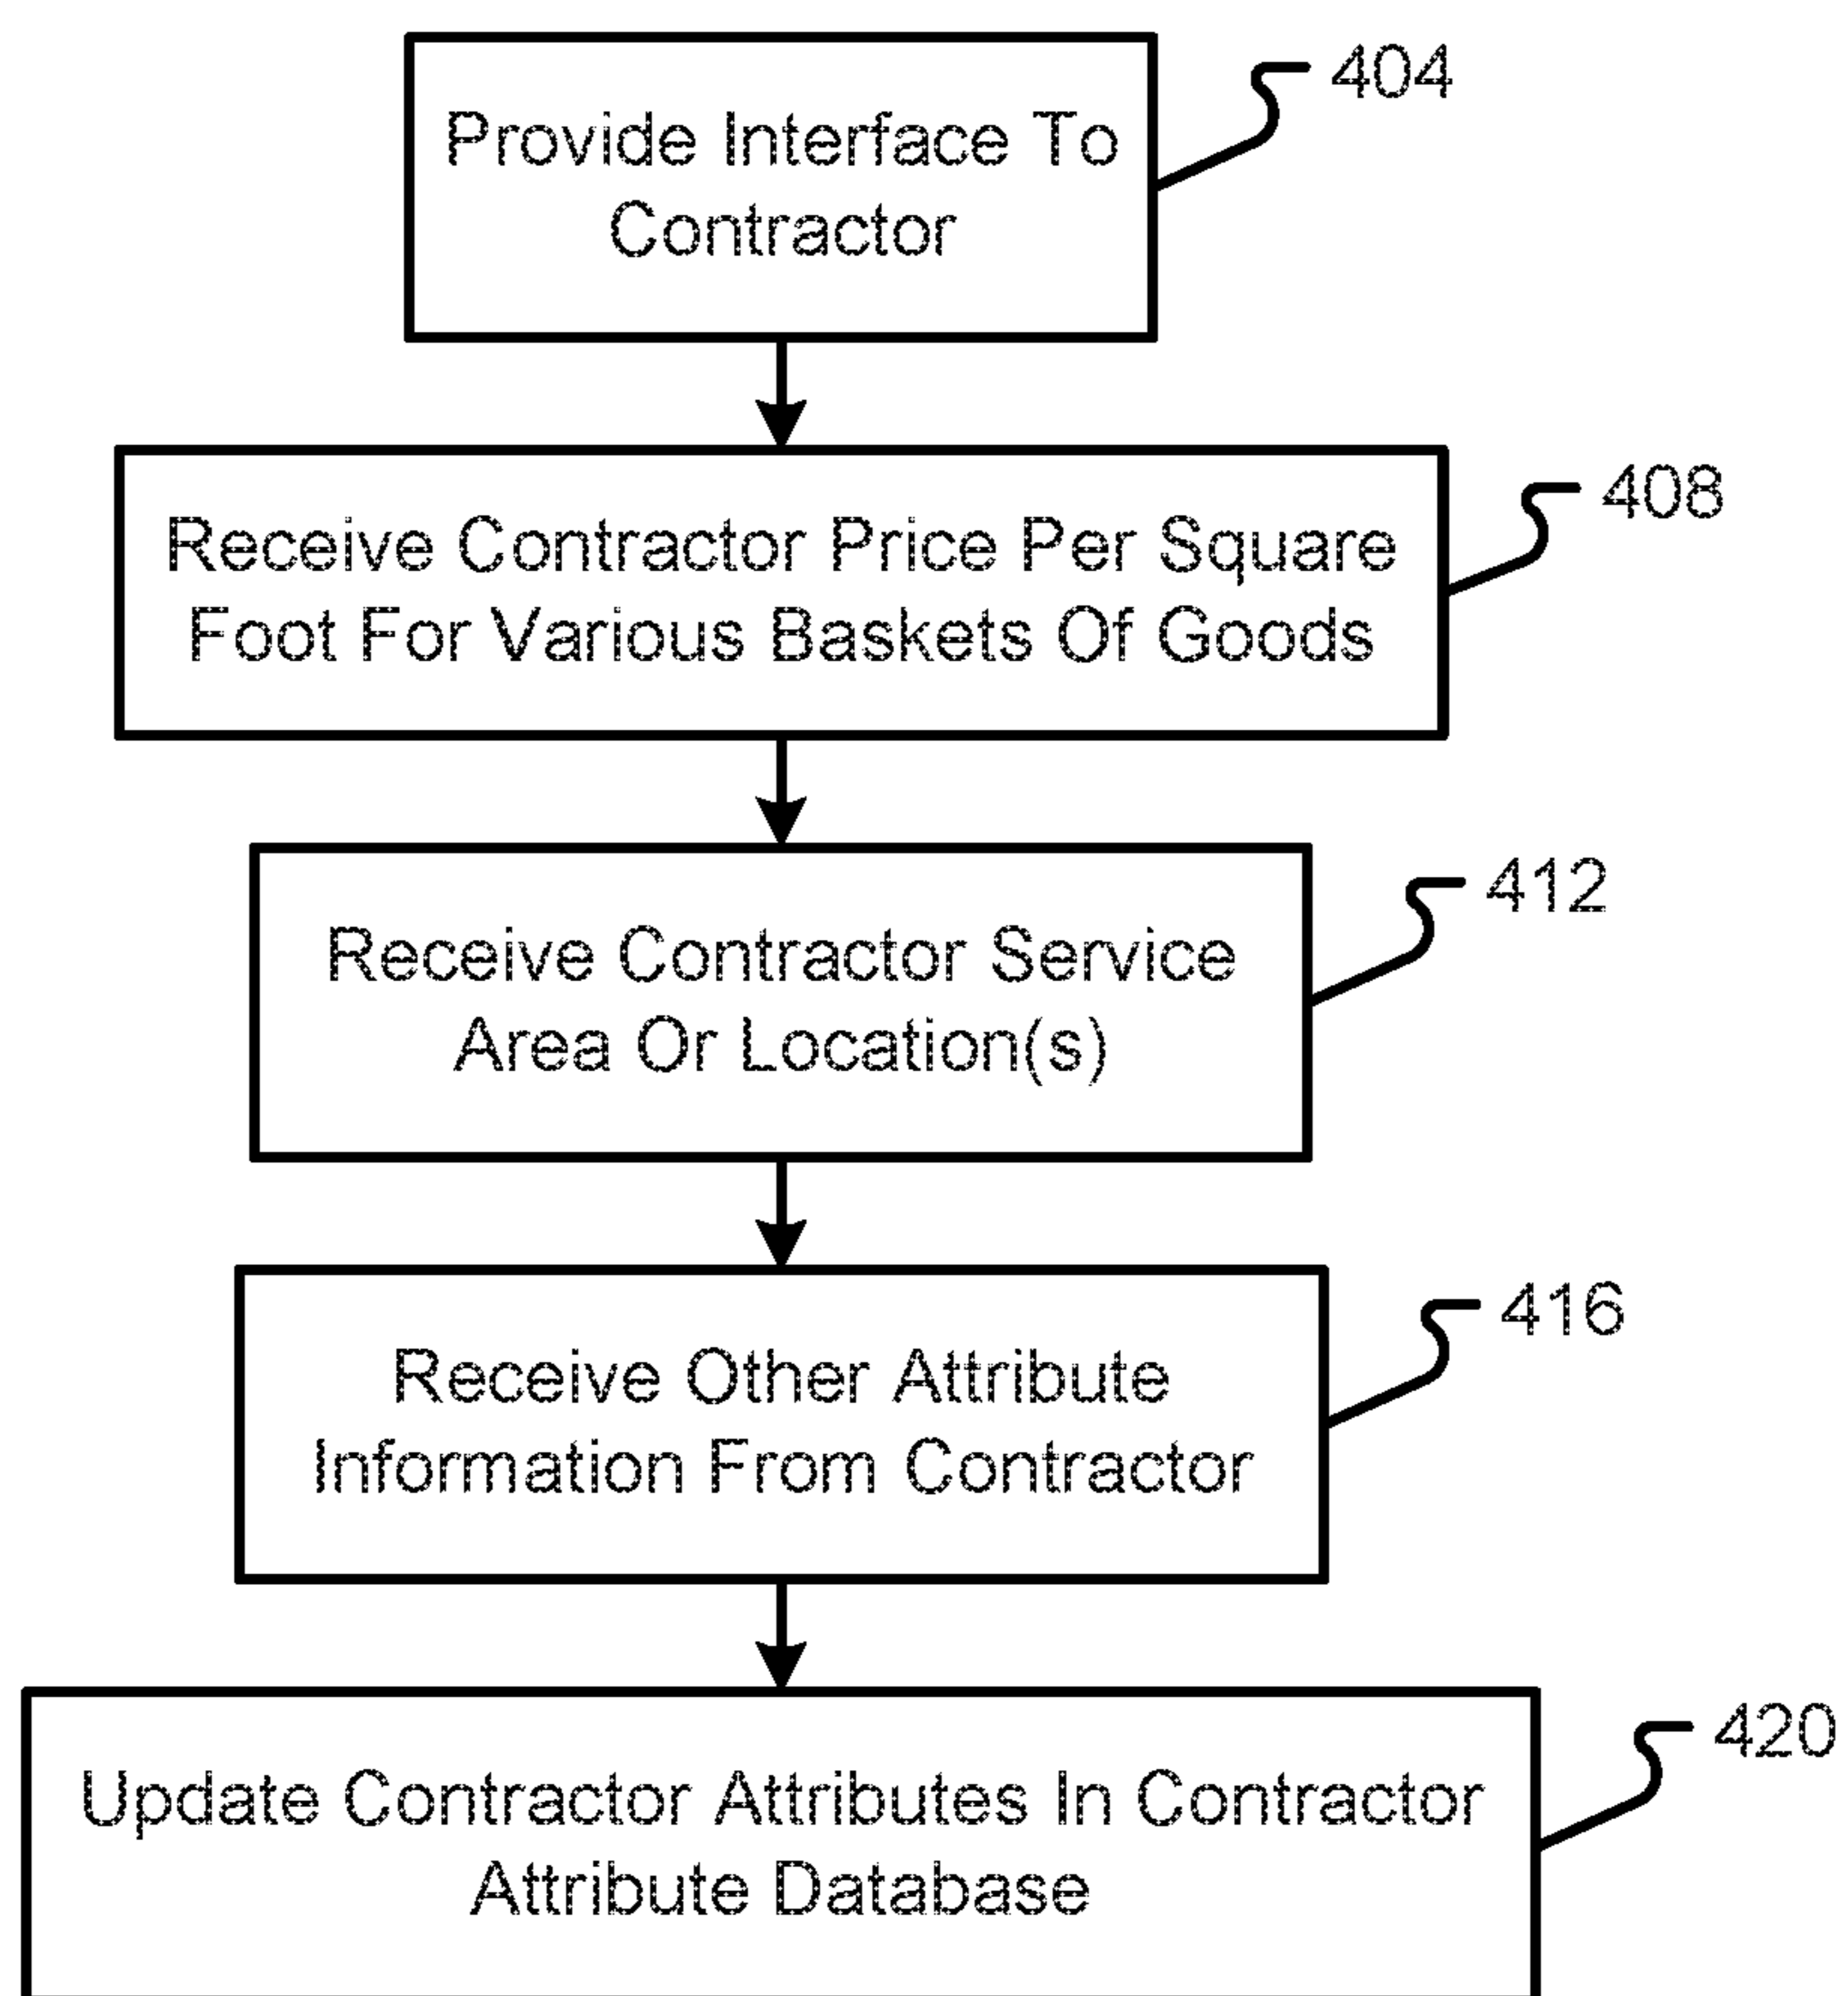 404
Provide Interface To
Contractor
408
Receive Contractor Price Per Square
Foot For Various Baskets Of Goods
412
Receive Contractor Service
Area Or Location(s)
416
Receive Other Attribute
Information From Contractor
420
Update Contractor Attributes In Contractor
Attribute Database